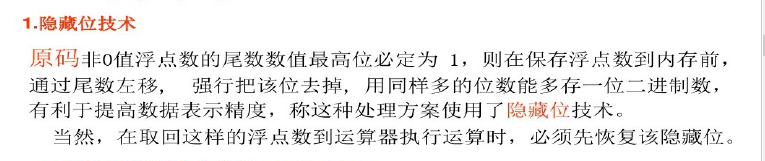 1.隐藏位技术
原码非0值浮点数的尾数数值最高位必定为 1，则在保存浮点数到内存前，
通过尾数左移， 强行把该位去掉，用同样多的位数能多存一位二进制数，
有利于提高数据表示精度，称这种处理方案使用了隐藏位技术。
当然，在取回这样的浮点数到运算器执行运算时，必须先恢复该隐藏位。